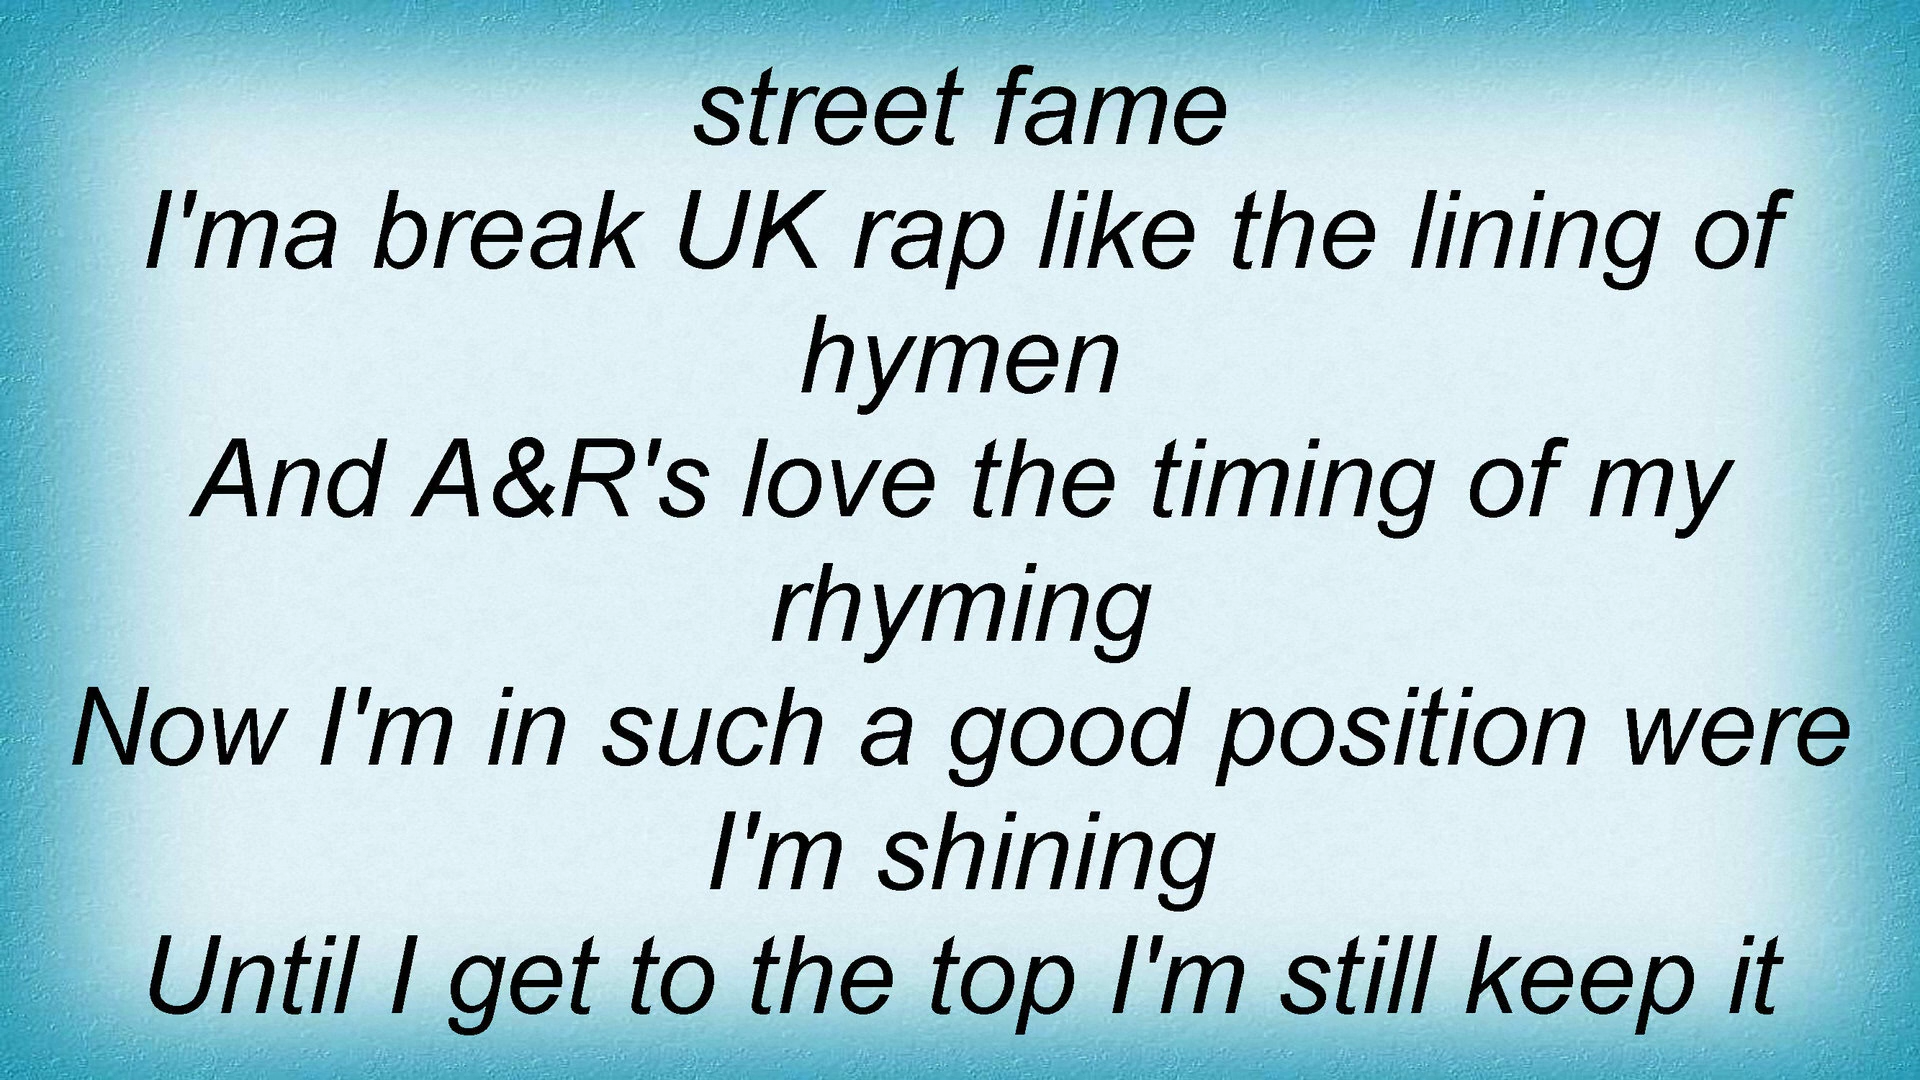 street fame
I'ma break UK rap like the lining of
hymen
And A&R's love the timing of my
rhyming
Now I'm in such a good position were
I'm shining
Until I get to the top I'm still keep it